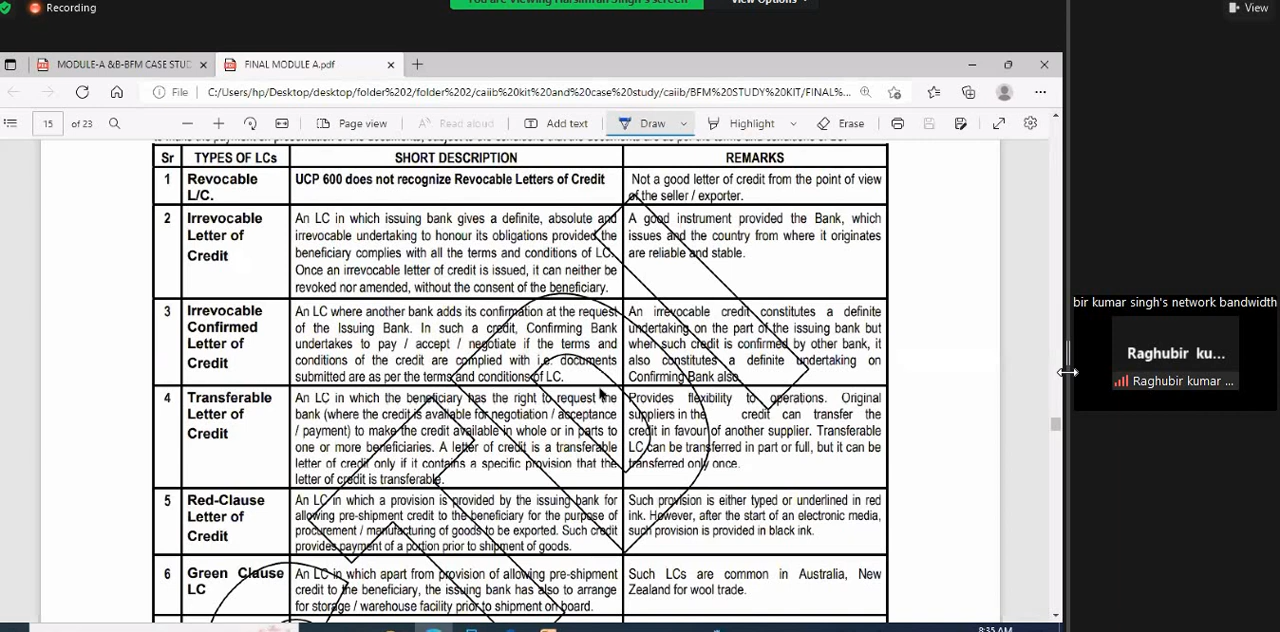 Recording
You are viewing Harsimran Singh's screen
View Options
View
MODULE-A &B-BFM CASE STUD
FINAL MODULE A.pdf
File
C:/Users/hp/Desktop/desktop/folder%202/folder%202/caiib%20kit%20and%20case%20study/caiib/BFM%20STUDY%20KIT/FINAL%...
15 of 23
Page view
Read aloud
Add text
Draw
Highlight
Erase
Sr TYPES OF LCs SHORT DESCRIPTION REMARKS
1
Revocable
L/C.
UCP 600 does not recognize Revocable Letters of Credit
Not a good letter of credit from the point of view
of the seller / exporter.
2
Irrevocable
Letter of
Credit
An LC in which issuing bank gives a definite, absolute and
irrevocable undertaking to honour its obligations provided the
beneficiary complies with all the terms and conditions of LC.
Once an irrevocable letter of credit is issued, it can neither be
revoked nor amended, without the consent of the beneficiary.
A good instrument provided the Bank, which
issues and the country from where it originates
are reliable and stable.
3
Irrevocable
Confirmed
Letter of
Credit
An LC where another bank adds its confirmation at the request
of the Issuing Bank. In such a credit, Confirming Bank
undertakes to pay / accept / negotiate if the terms and
conditions of the credit are complied with i.e. documents
submitted are as per the terms and conditions of LC.
An irrevocable credit constitutes a definite
undertaking on the part of the issuing bank but
when such credit is confirmed by other bank, it
also constitutes a definite undertaking on
Confirming Bank also.
4
Transferable
Letter of
Credit
An LC in which the beneficiary has the right to request the
bank (where the credit is available for negotiation / acceptance
/ payment) to make the credit available in whole or in parts to
one or more beneficiaries. A letter of credit is a transferable
letter of credit only if it contains a specific provision that the
letter of credit is transferable.
Provides flexibility to operations. Original
suppliers in the credit can transfer the
credit in favour of another supplier. Transferable
LC can be transferred in part or full, but it can be
transferred only once.
5
Red-Clause
Letter of
Credit
An LC in which a provision is provided by the issuing bank for
allowing pre-shipment credit to the beneficiary for the purpose of
procurement / manufacturing of goods to be exported. Such credit
provides payment of a portion prior to shipment of goods.
Such provision is either typed or underlined in red
ink. However, after the start of an electronic media,
such provision is provided in black ink.
6
Green Clause
LC
An LC in which apart from provision of allowing pre-shipment
credit to the beneficiary, the issuing bank has also to arrange
for storage / warehouse facility prior to shipment on board.
Such LCs are common in Australia, New
Zealand for wool trade.
bir kumar singh's network bandwidth
Raghubir ku...
Raghubir kumar ...
8:35 AM